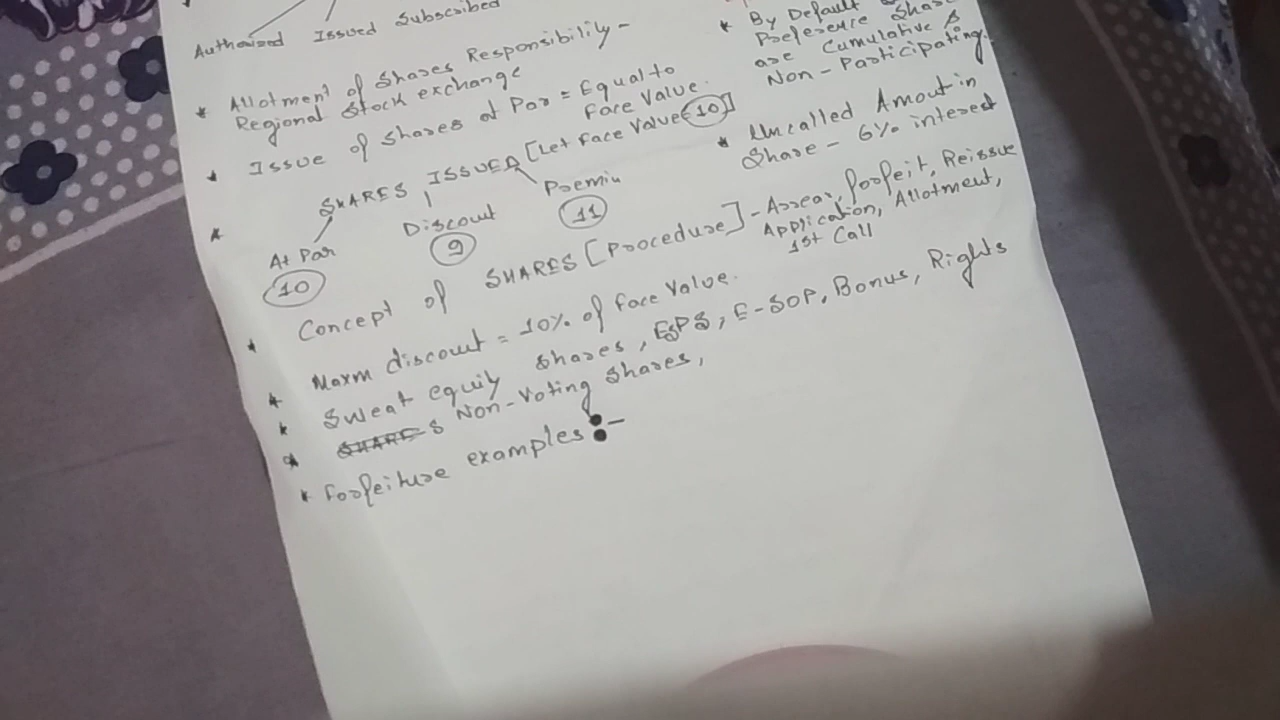 Authorized Issued Subscribed
* Allotment of Shares Responsibility -
Regional Stock exchange
* Issue of Shares at Par = Equal to
Face Value.
* SHARES ISSUED [Let Face Value = 10]
At Par
Discount
Premiu
10
9
11
* Concept of SHARES [Procedure] - Arrear, forfeit, Reissue
Application, Allotment,
1st Call
* Maxm discount = 10% of Face Value.
* Sweat equity Shares, ESPS, E-SOP, Bonus, Rights
* Non-Voting Shares,
* Forfeiture examples :-
* By Default
Preference Share
are Cumulative &
Non-Participating.
* Uncalled Amout in
Share - 6% interest